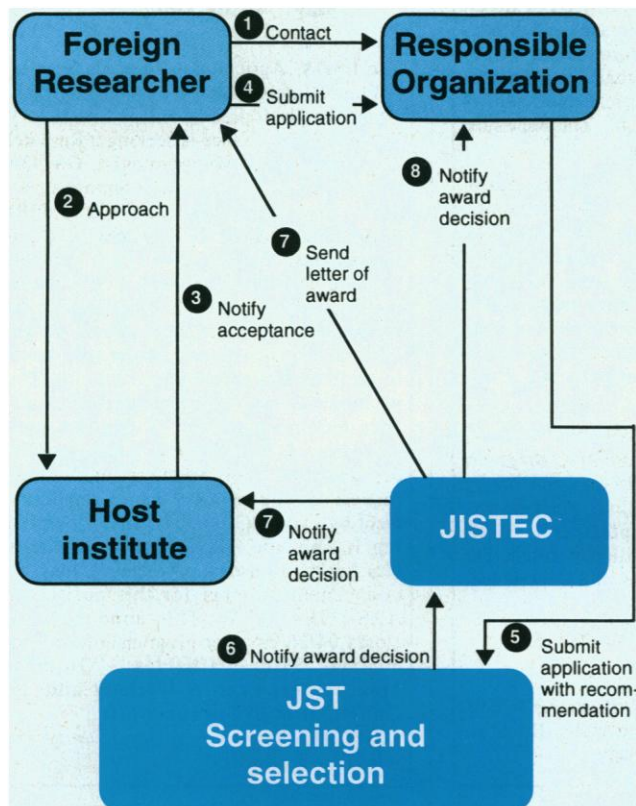 Foreign
Researcher
1 Contact
Responsible
Organization
4 Submit
application
2 Approach
3 Notify
acceptance
7 Send
letter of
award
8 Notify
award
decision
Host
institute
7 Notify
award
decision
JISTEC
6 Notify award decision
5 Submit
application
with recom-
mendation
JST
Screening and
selection